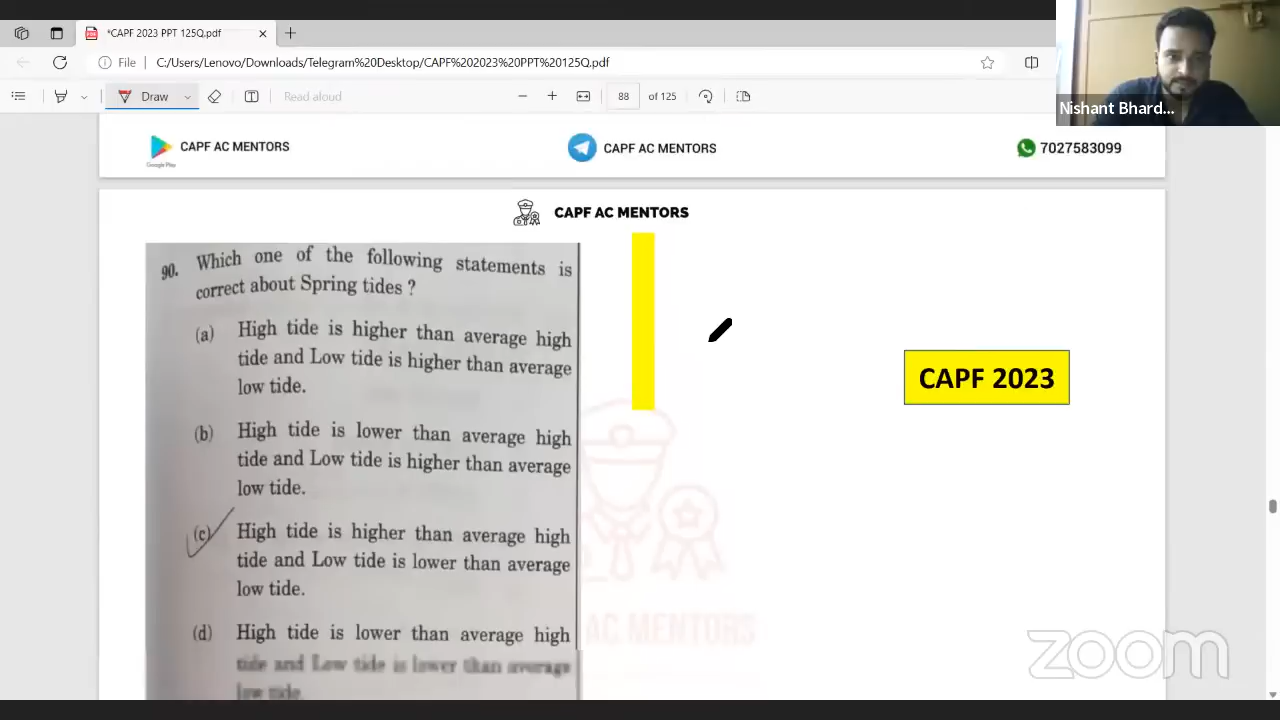 *CAPF 2023 PPT 125Q.pdf
File C:/Users/Lenovo/Downloads/Telegram%20Desktop/CAPF%202023%20PPT%20125Q.pdf
Draw Read aloud 88 of 125
Nishant Bhard...
Google Play
CAPF AC MENTORS
CAPF AC MENTORS
7027583099
CAPF AC MENTORS
90. Which one of the following statements is
correct about Spring tides ?
(a) High tide is higher than average high
tide and Low tide is higher than average
low tide.
(b) High tide is lower than average high
tide and Low tide is higher than average
low tide.
(c) High tide is higher than average high
tide and Low tide is lower than average
low tide.
(d) High tide is lower than average high
tide and Low tide is lower than average
low tide.
CAPF 2023
AC MENTORS
zoom